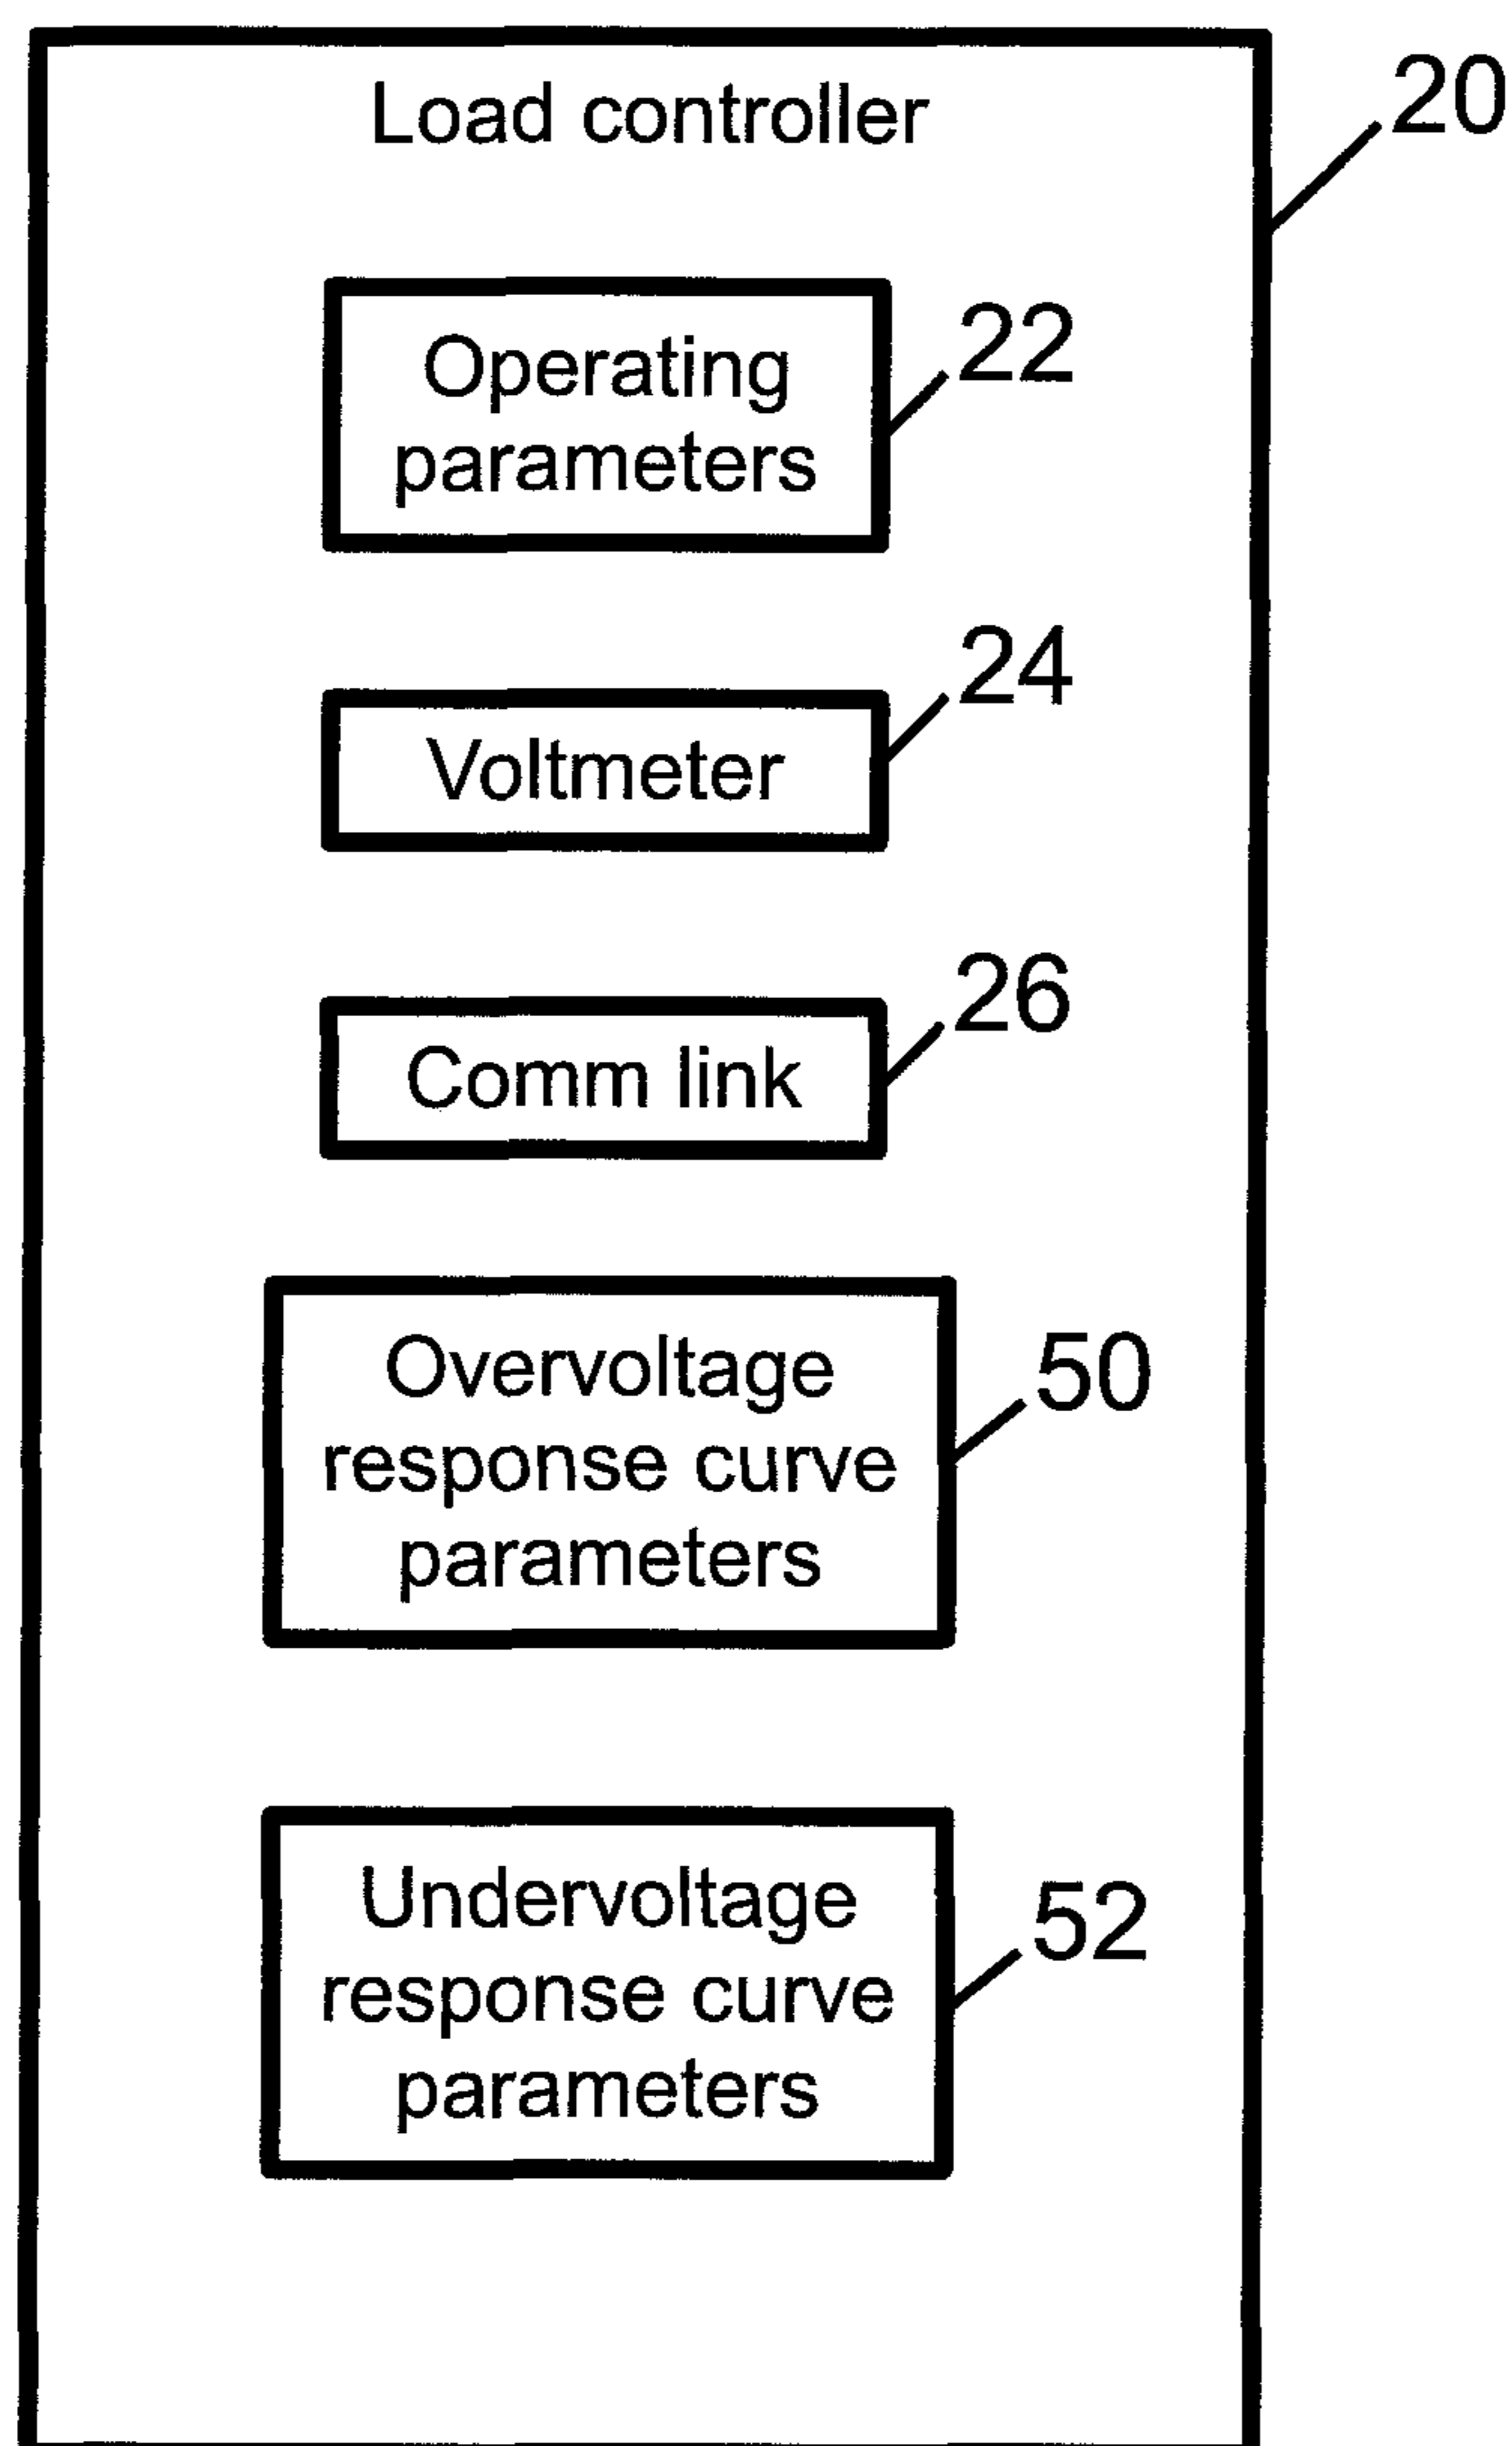 Load controller
20
Operating
parameters
22
Voltmeter
24
Comm link
26
Overvoltage
response curve
parameters
50
Undervoltage
response curve
parameters
52